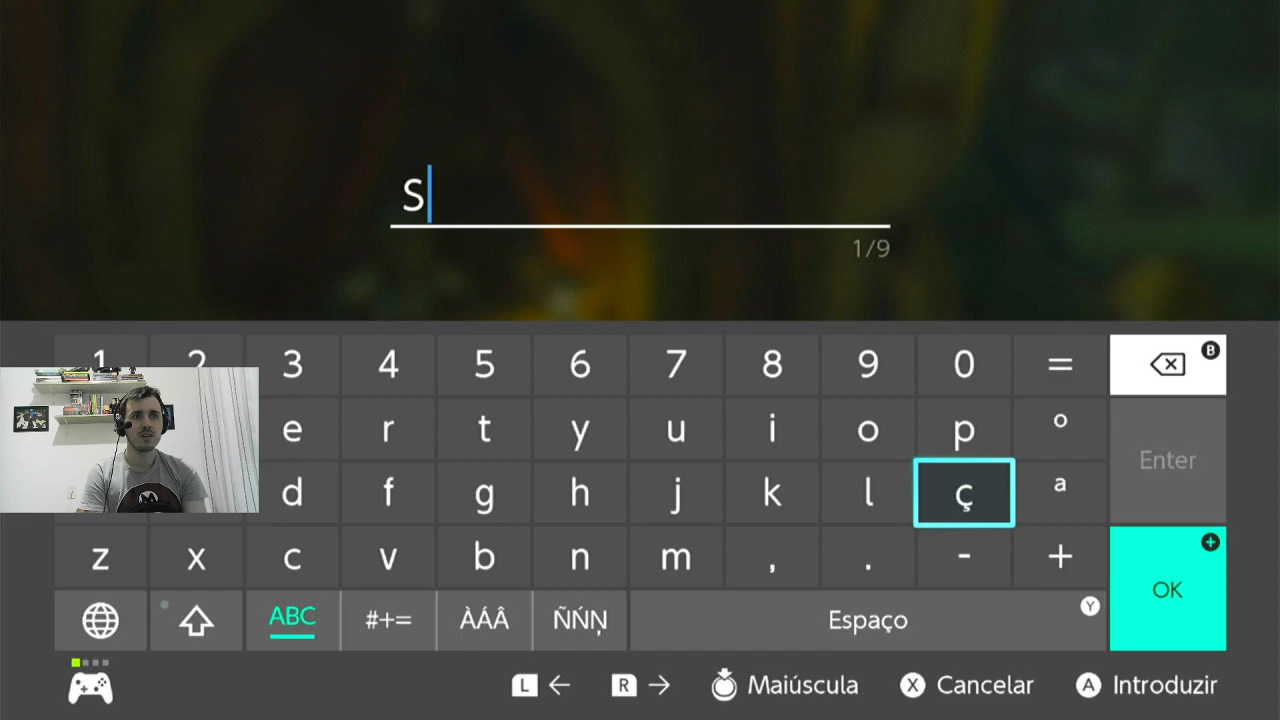 S
1/9
1 2 3 4 5 6 7 8 9 0 = B
e r t y u i o p º Enter
d f g h j k l ç ª
z x c v b n m , . - + OK +
ABC #+= ÀÁÂ ÑŃŅ Espaço Y
L ← R → Maiúscula X Cancelar A Introduzir